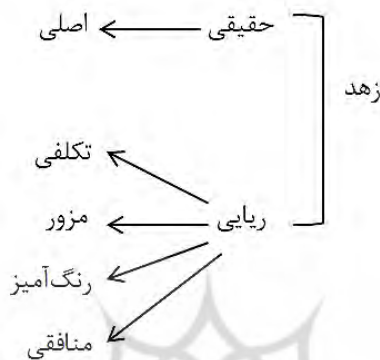 حقیقی اصلی
زهد
تکلفی
ریایی مزور
رنگ‌آمیز
منافقی